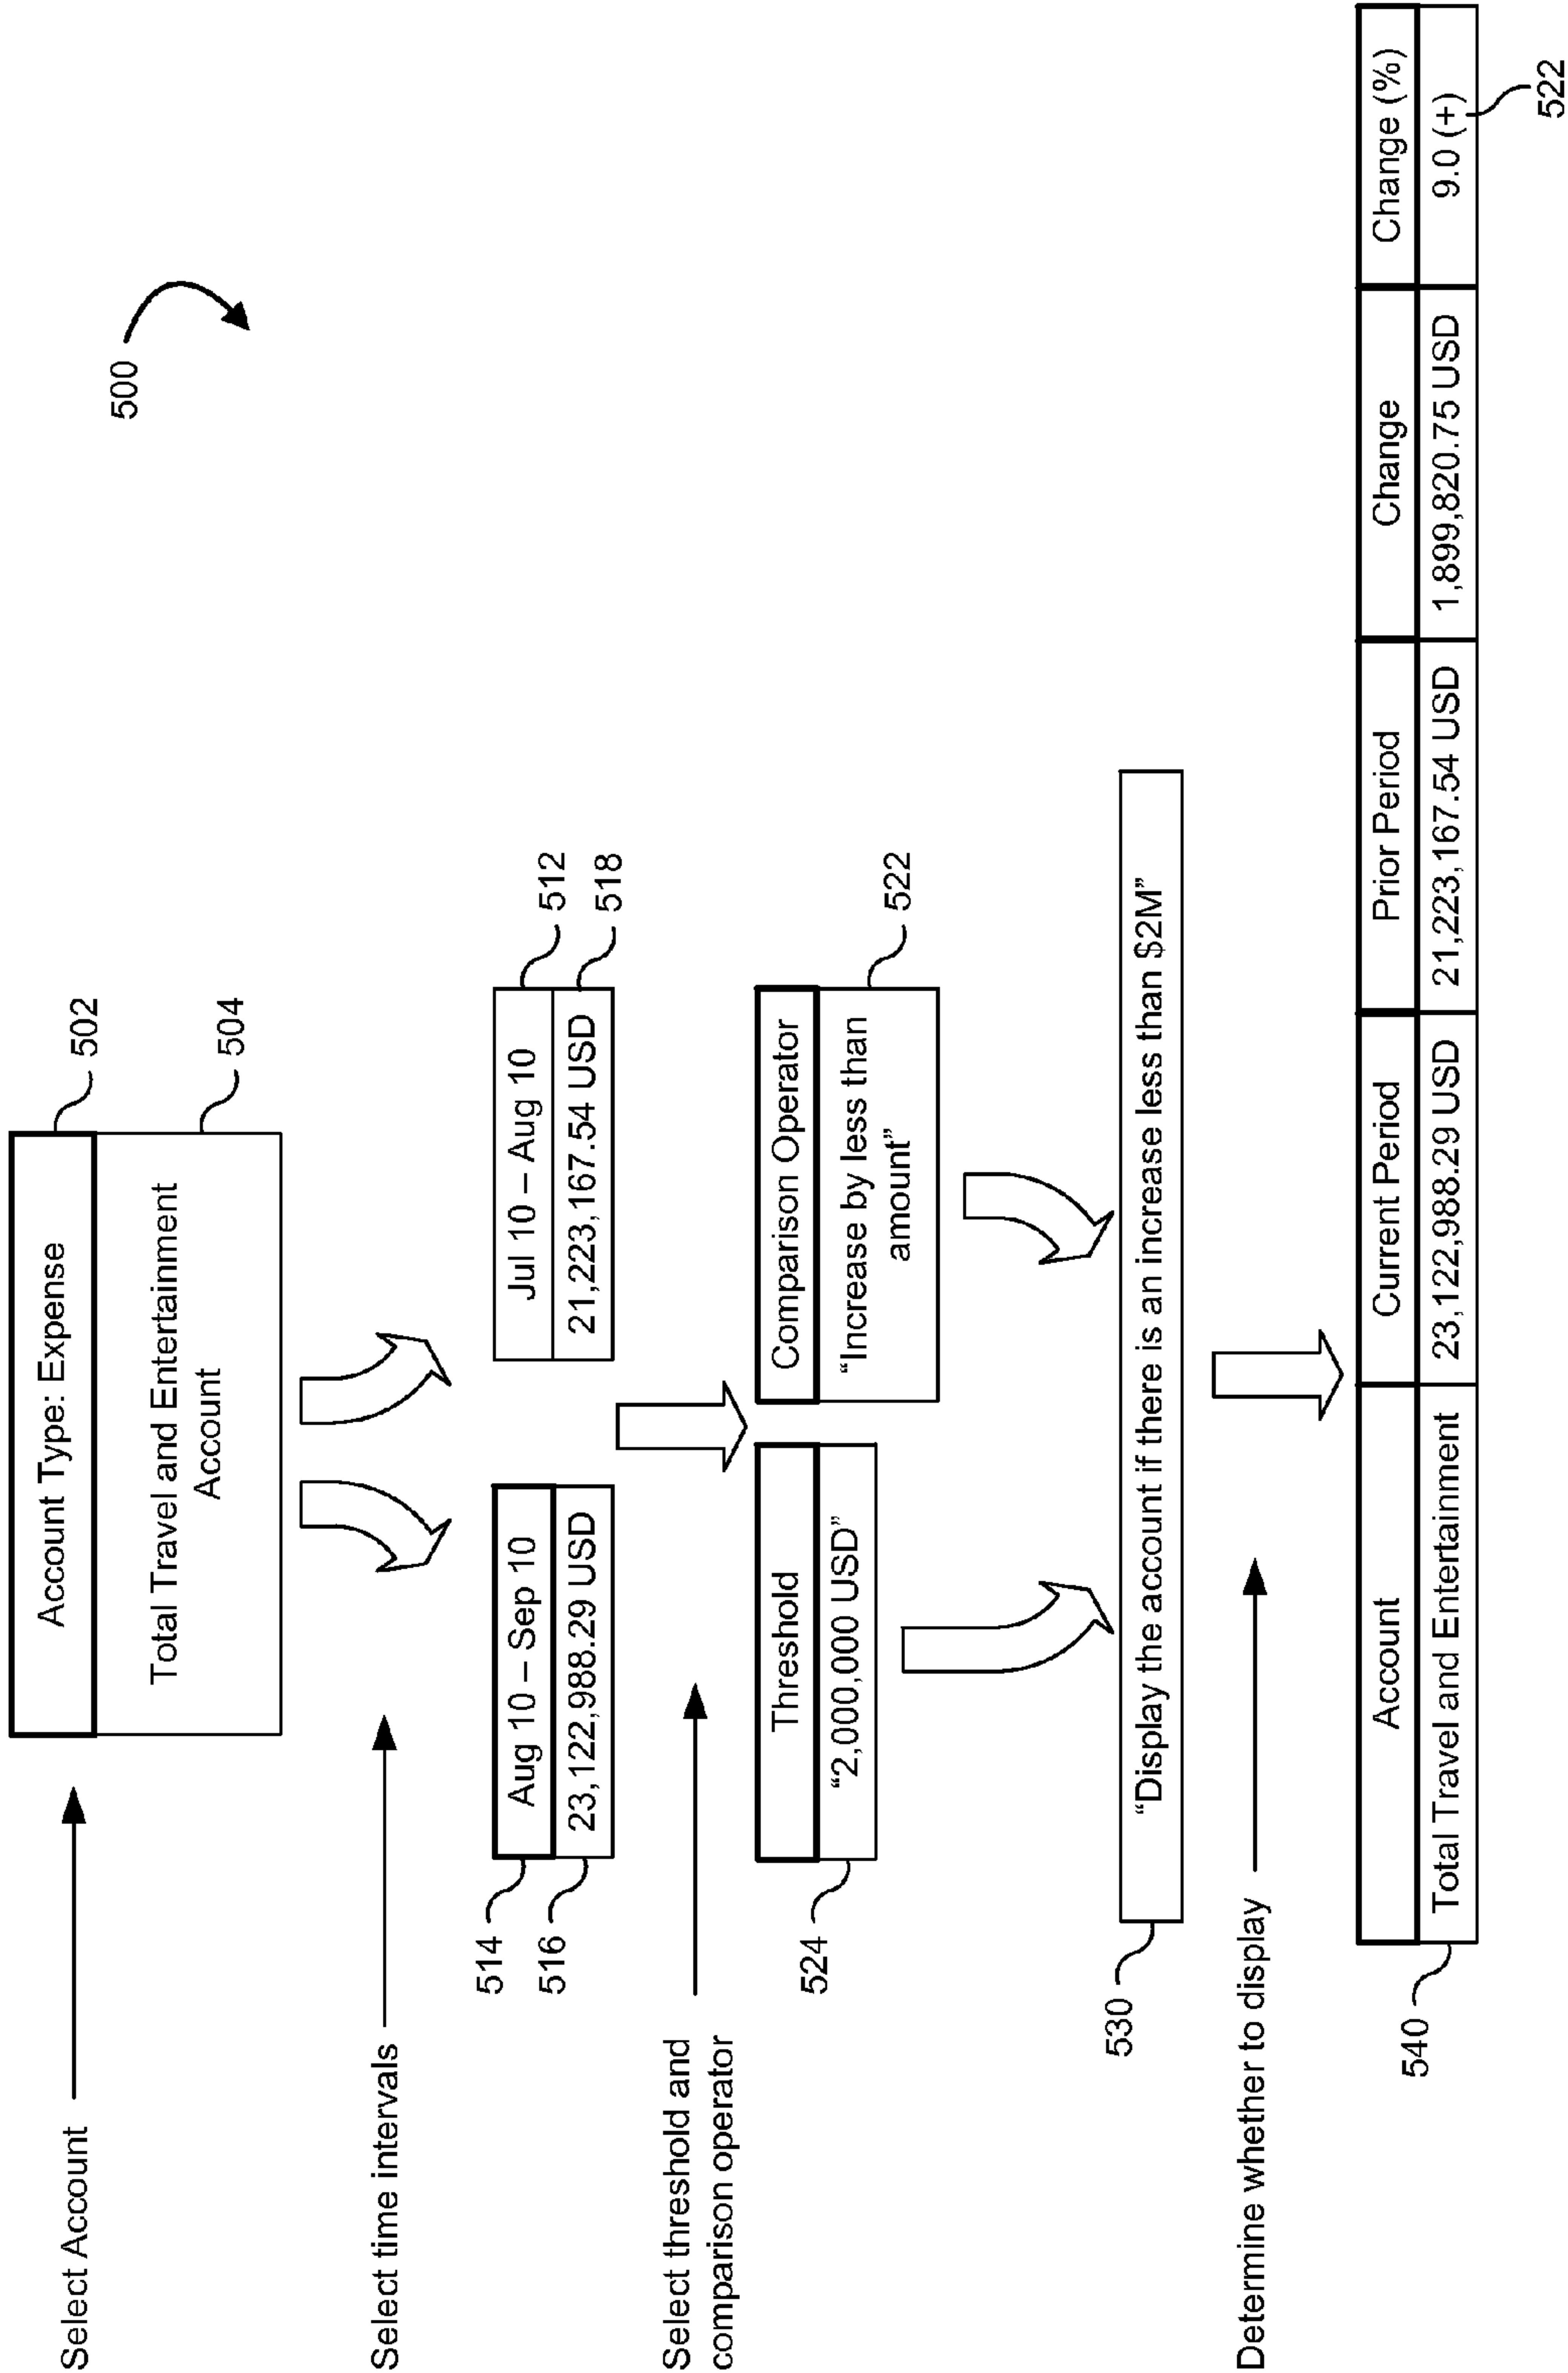 500
Select Account
Account Type: Expense
502
Total Travel and Entertainment
Account
504
Select time intervals
514
Aug 10 – Sep 10
516
23,122,988.29 USD
Jul 10 – Aug 10
512
21,223,167.54 USD
518
Select threshold and
comparison operator
Threshold
524
“2,000,000 USD”
Comparison Operator
“Increase by less than
amount”
522
530
“Display the account if there is an increase less than $2M”
Determine whether to display
Account
Current Period
Prior Period
Change
Change (%)
540
Total Travel and Entertainment
23,122,988.29 USD
21,223,167.54 USD
1,899,820.75 USD
9.0 (+)
522